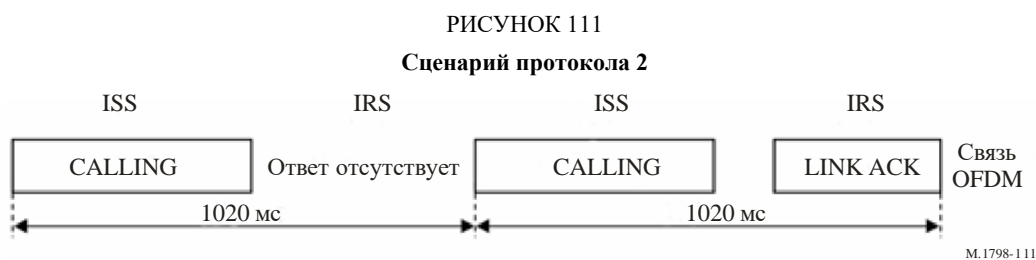 РИСУНОК 111
Сценарий протокола 2
ISS IRS ISS IRS
CALLING Ответ отсутствует CALLING LINK ACK Связь
OFDM
1020 мс 1020 мс
M.1798-111